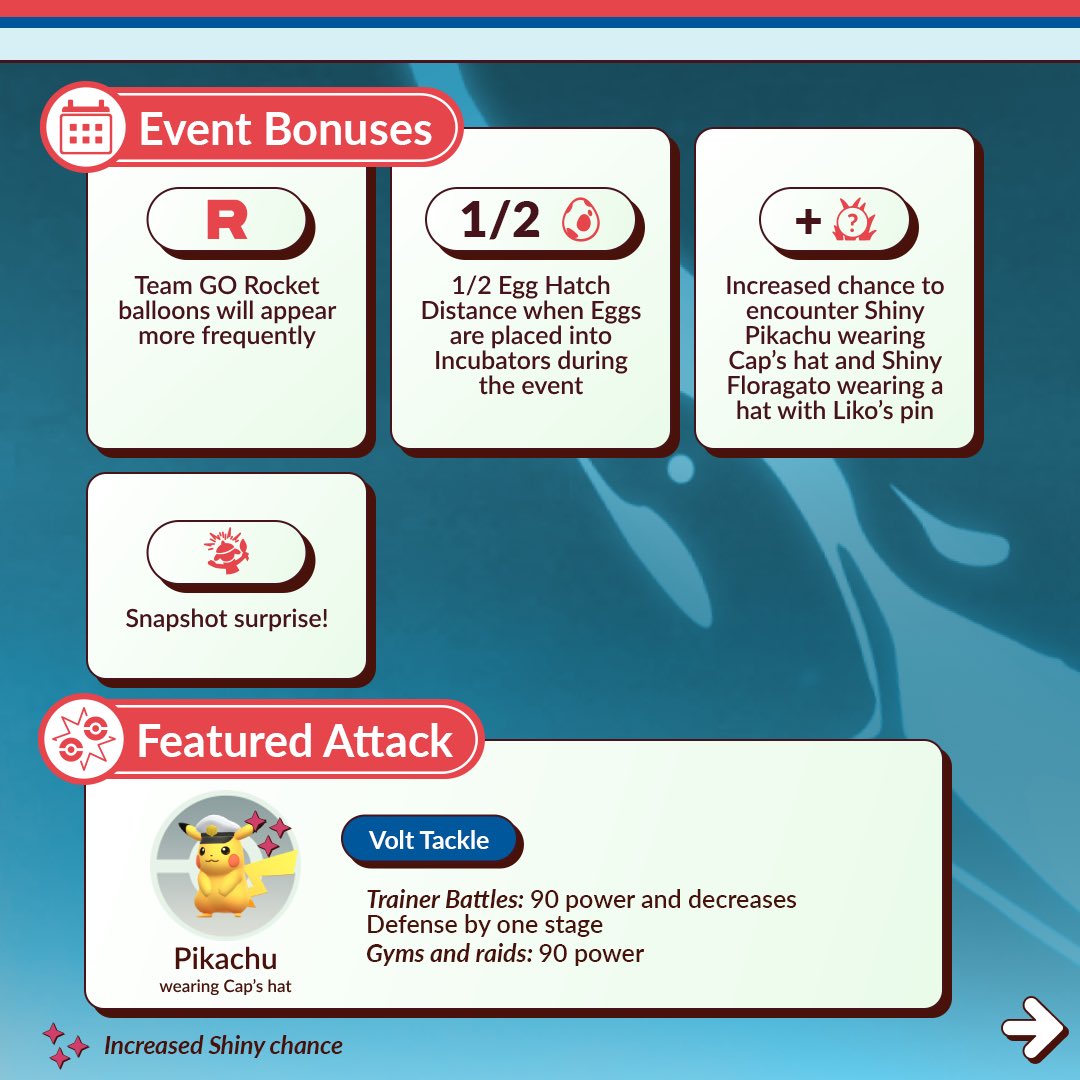 Event Bonuses
R
Team GO Rocket
balloons will appear
more frequently
1/2
1/2 Egg Hatch
Distance when Eggs
are placed into
Incubators during
the event
+ ?
Increased chance to
encounter Shiny
Pikachu wearing
Cap’s hat and Shiny
Floragato wearing a
hat with Liko’s pin
Snapshot surprise!
Featured Attack
Pikachu
wearing Cap’s hat
Volt Tackle
Trainer Battles: 90 power and decreases
Defense by one stage
Gyms and raids: 90 power
Increased Shiny chance